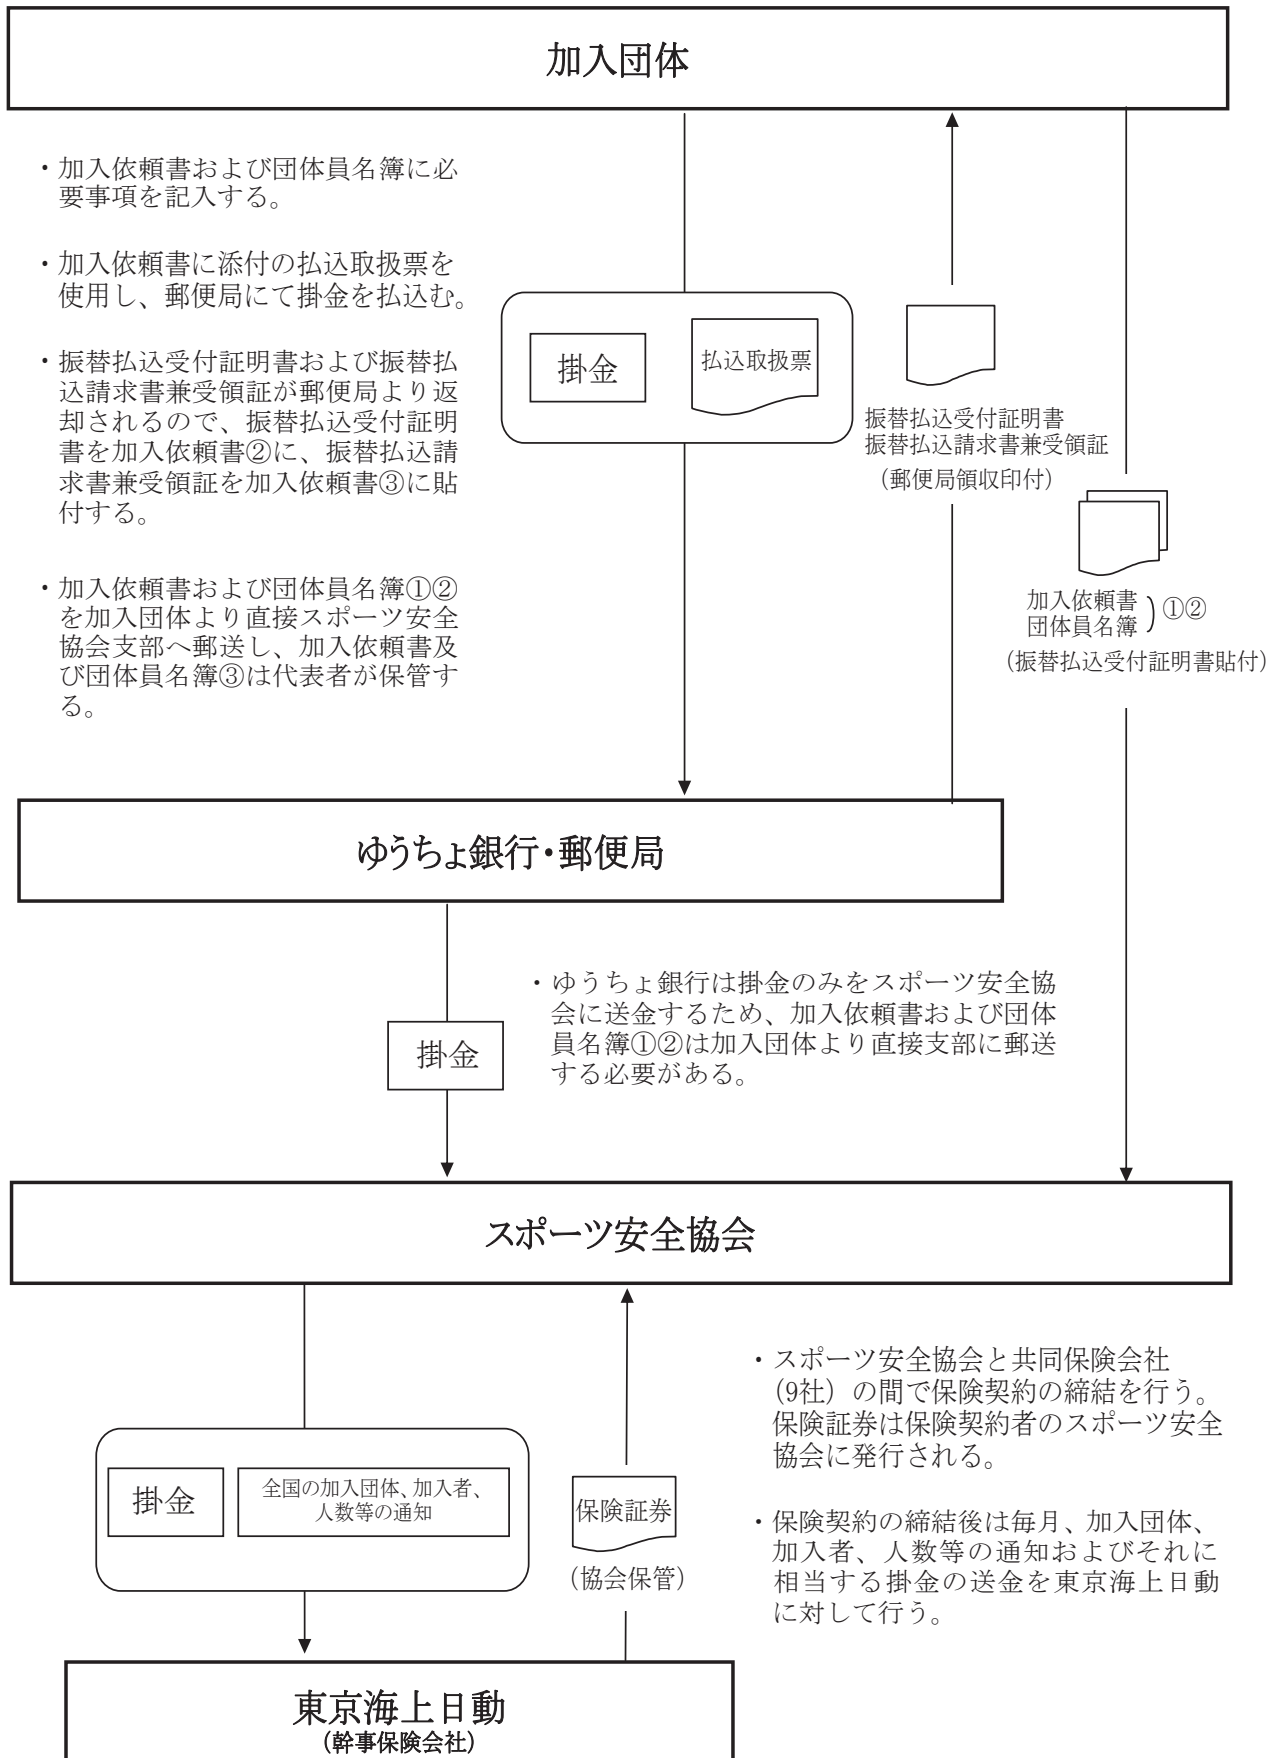 加入団体
・加入依頼書および団体員名簿に必
要事項を記入する。
・加入依頼書に添付の払込取扱票を
使用し、郵便局にて掛金を払込む。
・振替払込受付証明書および振替払
込請求書兼受領証が郵便局より返
却されるので、振替払込受付証明
書を加入依頼書②に、振替払込請
求書兼受領証を加入依頼書③に貼
付する。
・加入依頼書および団体員名簿①②
を加入団体より直接スポーツ安全
協会支部へ郵送し、加入依頼書及
び団体員名簿③は代表者が保管す
る。
掛金
払込取扱票
振替払込受付証明書
振替払込請求書兼受領証
（郵便局領収印付）
加入依頼書
団体員名簿
①②
（振替払込受付証明書貼付）
ゆうちょ銀行・郵便局
掛金
・ゆうちょ銀行は掛金のみをスポーツ安全協
会に送金するため、加入依頼書および団体
員名簿①②は加入団体より直接支部に郵送
する必要がある。
スポーツ安全協会
掛金
全国の加入団体、加入者、
人数等の通知
保険証券
（協会保管）
・スポーツ安全協会と共同保険会社
（9社）の間で保険契約の締結を行う。
保険証券は保険契約者のスポーツ安全
協会に発行される。
・保険契約の締結後は毎月、加入団体、
加入者、人数等の通知およびそれに
相当する掛金の送金を東京海上日動
に対して行う。
東京海上日動
（幹事保険会社）